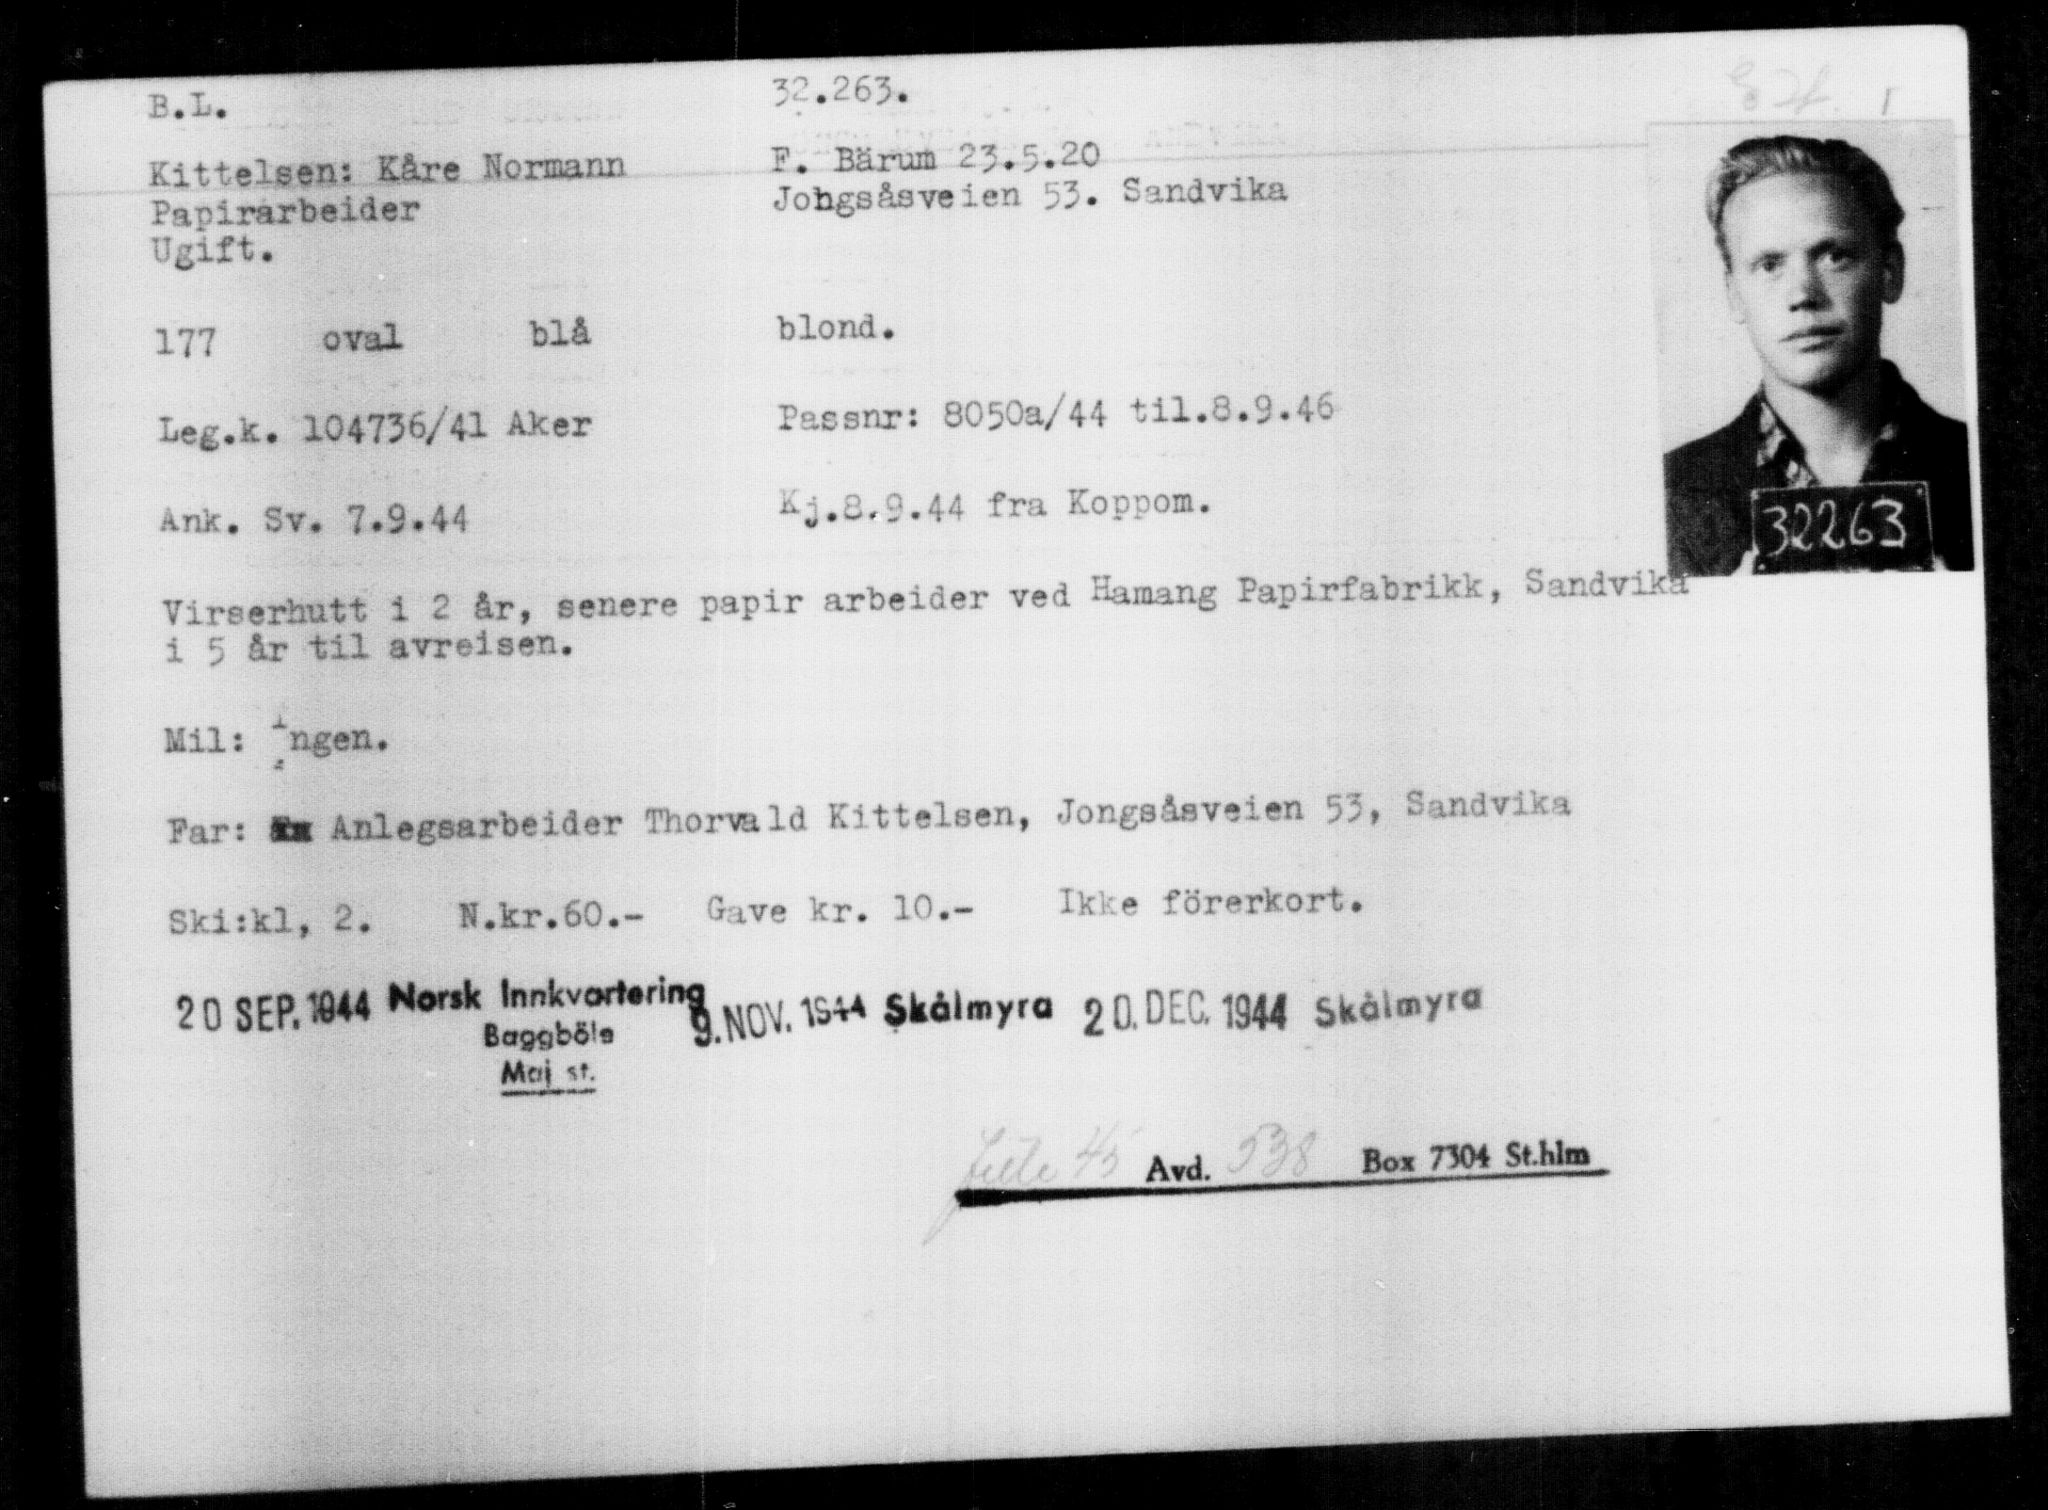 B.L. 32.263.
Kittelsen: Kåre Normann F. Bärum 23.5.20
Papirarbeider Jongsåsveien 53. Sandvika
Ugift.
177 oval blå blond.
Leg.k. 104736/41 Aker Passnr: 8050a/44 til.8.9.46
Ank. Sv. 7.9.44 Kj.8.9.44 fra Koppom.
32263
Virserhutt i 2 år, senere papir arbeider ved Hamang Papirfabrikk, Sandvika
i 5 år til avreisen.
Mil: Ingen.
Far: Anlegsarbeider Thorvald Kittelsen, Jongsåsveien 53, Sandvika
Ski:kl, 2. N.kr.60.- Gave kr. 10.- Ikke förerkort.
20 SEP. 1944 Norsk Innkvartering 9. NOV. 1944 Skålmyra 20. DEC. 1944 Skålmyra
Baggböle
Maj st.
45 Avd. 538 Box 7304 St.hlm